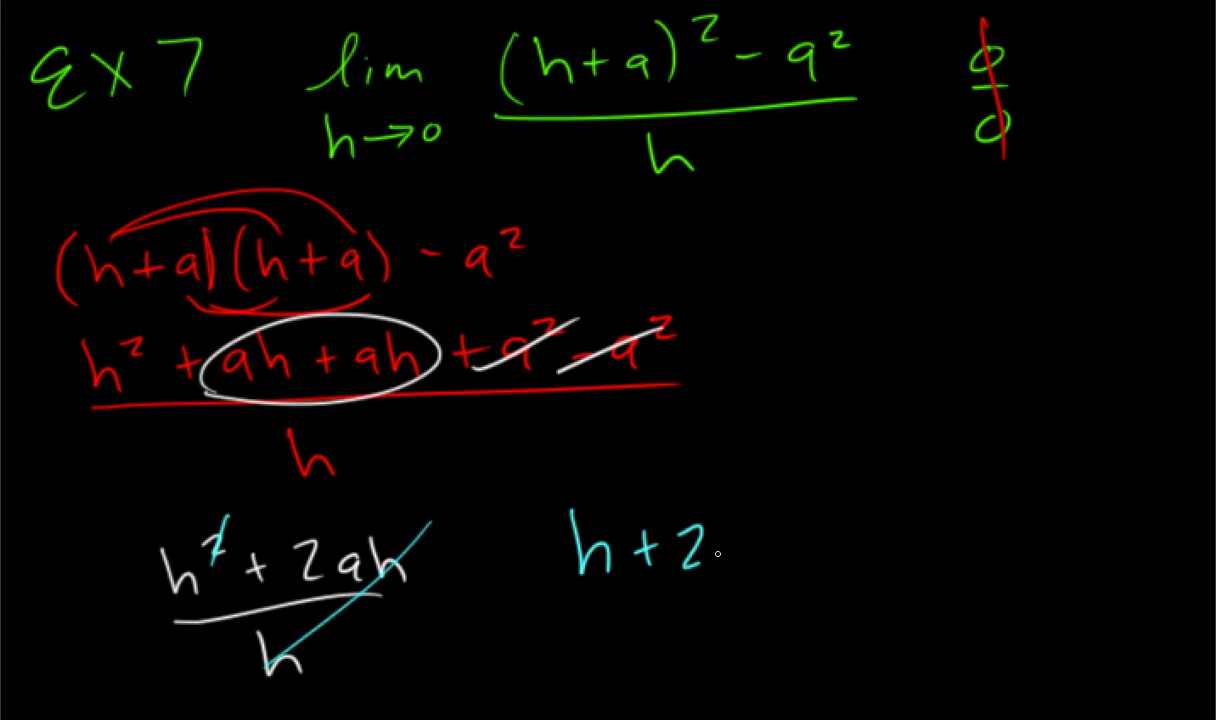 Ex 7 lim h→0 (h+a)² - a² / h 0/0
(h+a)(h+a) - a²
h² + ah + ah + a² - a²
h
h² + 2ah h + 2
h